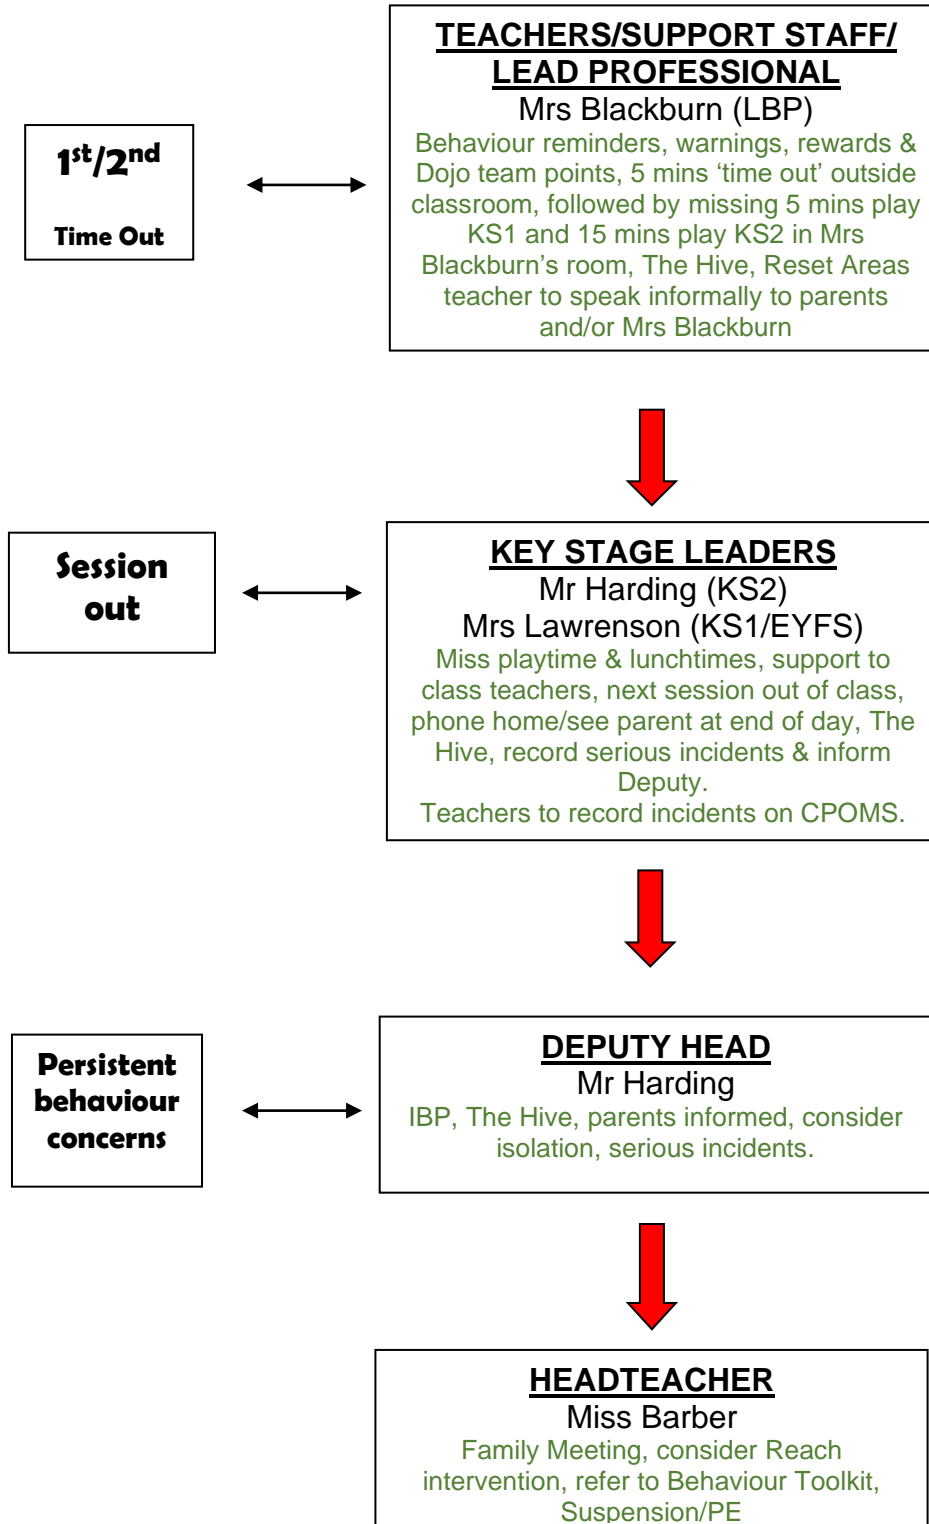 TEACHERS/SUPPORT STAFF/
LEAD PROFESSIONAL
Mrs Blackburn (LBP)
Behaviour reminders, warnings, rewards &
Dojo team points, 5 mins ‘time out’ outside
classroom, followed by missing 5 mins play
KS1 and 15 mins play KS2 in Mrs
Blackburn’s room, The Hive, Reset Areas
teacher to speak informally to parents
and/or Mrs Blackburn
1st/2nd
Time Out
Session
out
KEY STAGE LEADERS
Mr Harding (KS2)
Mrs Lawrenson (KS1/EYFS)
Miss playtime & lunchtimes, support to
class teachers, next session out of class,
phone home/see parent at end of day, The
Hive, record serious incidents & inform
Deputy.
Teachers to record incidents on CPOMS.
Persistent
behaviour
concerns
DEPUTY HEAD
Mr Harding
IBP, The Hive, parents informed, consider
isolation, serious incidents.
HEADTEACHER
Miss Barber
Family Meeting, consider Reach
intervention, refer to Behaviour Toolkit,
Suspension/PE